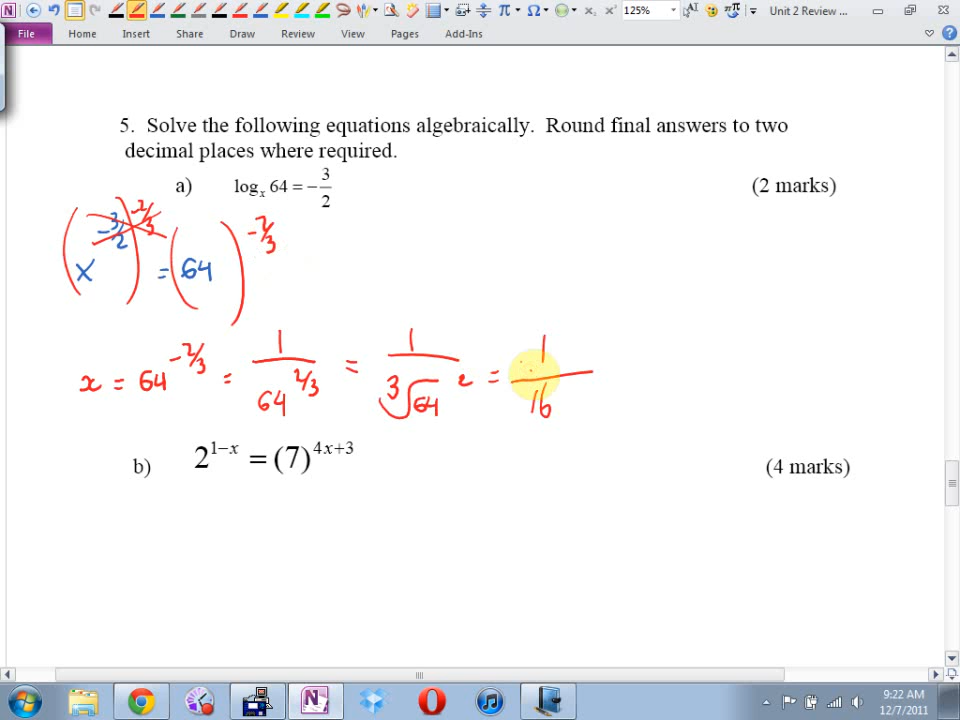 125% Unit 2 Review ...
File Home Insert Share Draw Review View Pages Add-Ins
5. Solve the following equations algebraically. Round final answers to two
decimal places where required.
a) logₓ 64 = −3/2 (2 marks)
(x^(-3/2))^(-2/3) = (64)^(-2/3)
x = 64^(-2/3) = 1/64^(2/3) = 1/∛64² = 1/16
b) 2^(1−x) = (7)^(4x+3) (4 marks)
9:22 AM
12/7/2011